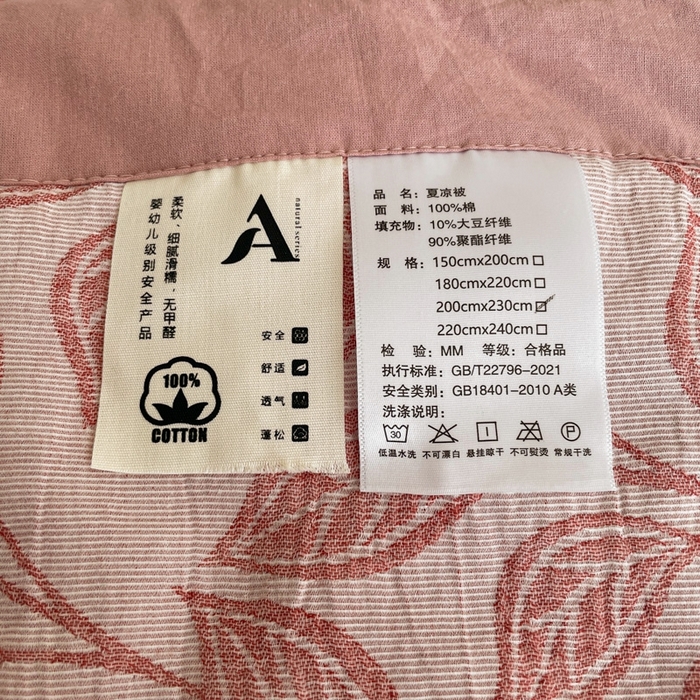 柔软、细腻滑糯，无甲醛
婴幼儿级别安全产品
A
natural series
安全
舒适
透气
蓬松
100%
COTTON
品 名：夏凉被
面 料：100%棉
填充物：10%大豆纤维
90%聚酯纤维
规 格：150cmx200cm
180cmx220cm
200cmx230cm
220cmx240cm
检 验：MM 等级：合格品
执行标准：GB/T22796-2021
安全类别：GB18401-2010 A类
洗涤说明：
30
P
低温水洗 不可漂白 悬挂晾干 不可熨烫 常规干洗